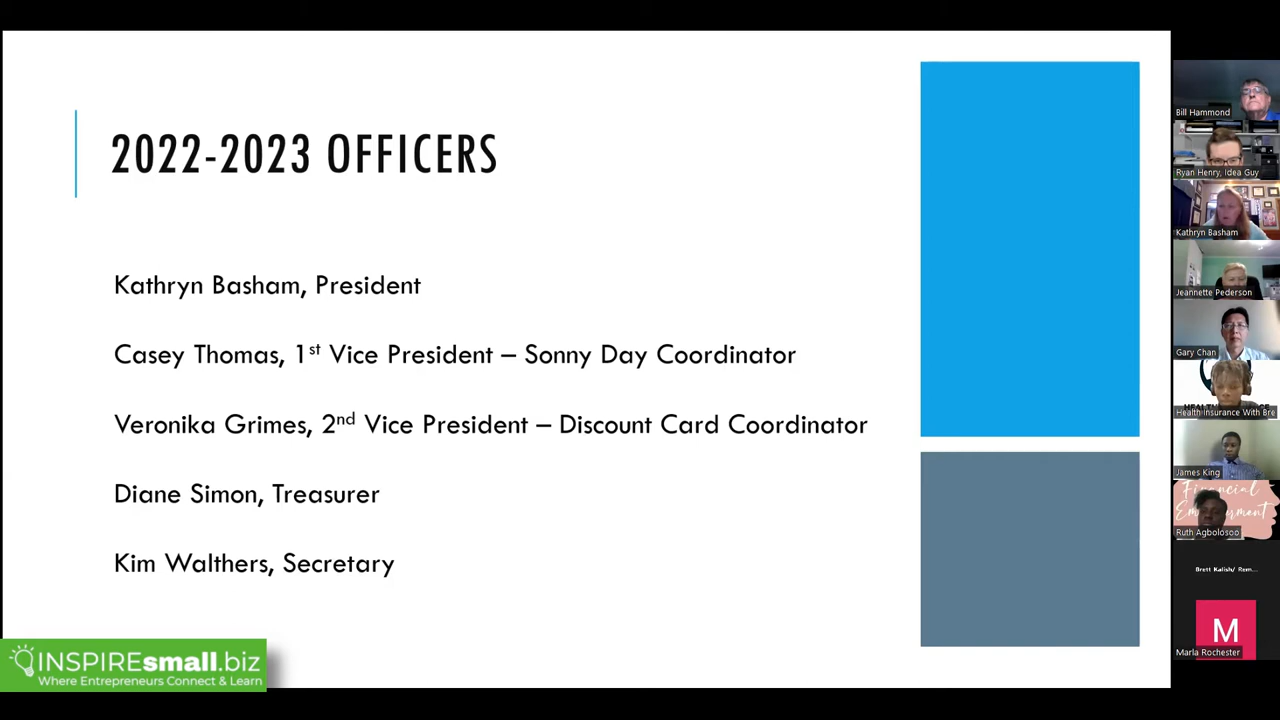 2022-2023 OFFICERS
Kathryn Basham, President
Casey Thomas, 1st Vice President – Sonny Day Coordinator
Veronika Grimes, 2nd Vice President – Discount Card Coordinator
Diane Simon, Treasurer
Kim Walthers, Secretary
INSPIREsmall.biz
Where Entrepreneurs Connect & Learn
Bill Hammond
Ryan Henry, Idea Guy
Kathryn Basham
Jeannette Pederson
Gary Chan
Health Insurance With Bre
James King
Financial
Ruth Agbolosoo
Brett Kalish/ Rem...
M
Marla Rochester